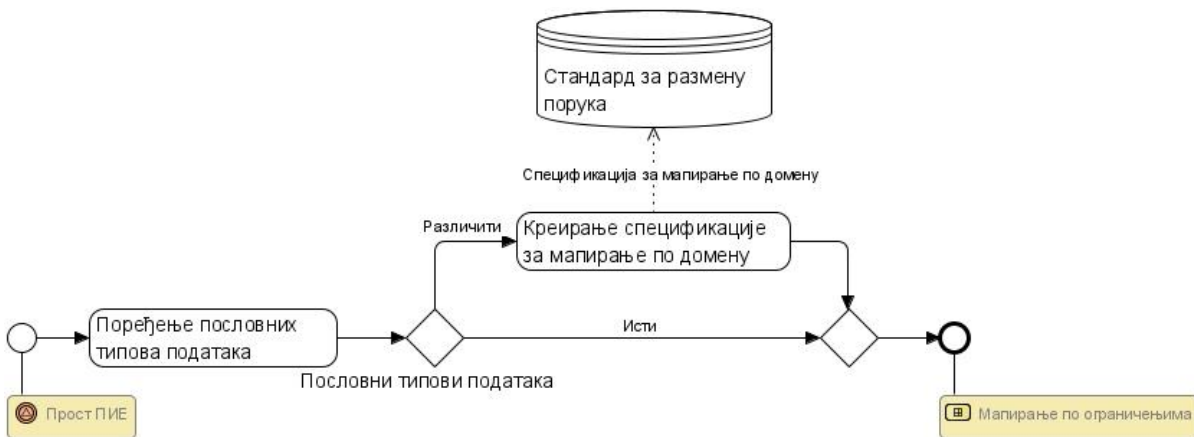 Стандард за размену
порука
Спецификација за мапирање по домену
Различити
Креирање спецификације
за мапирање по домену
Поређење пословних
типова података
Исти
Пословни типови података
Прост ПИЕ
Мапирање по ограничењима